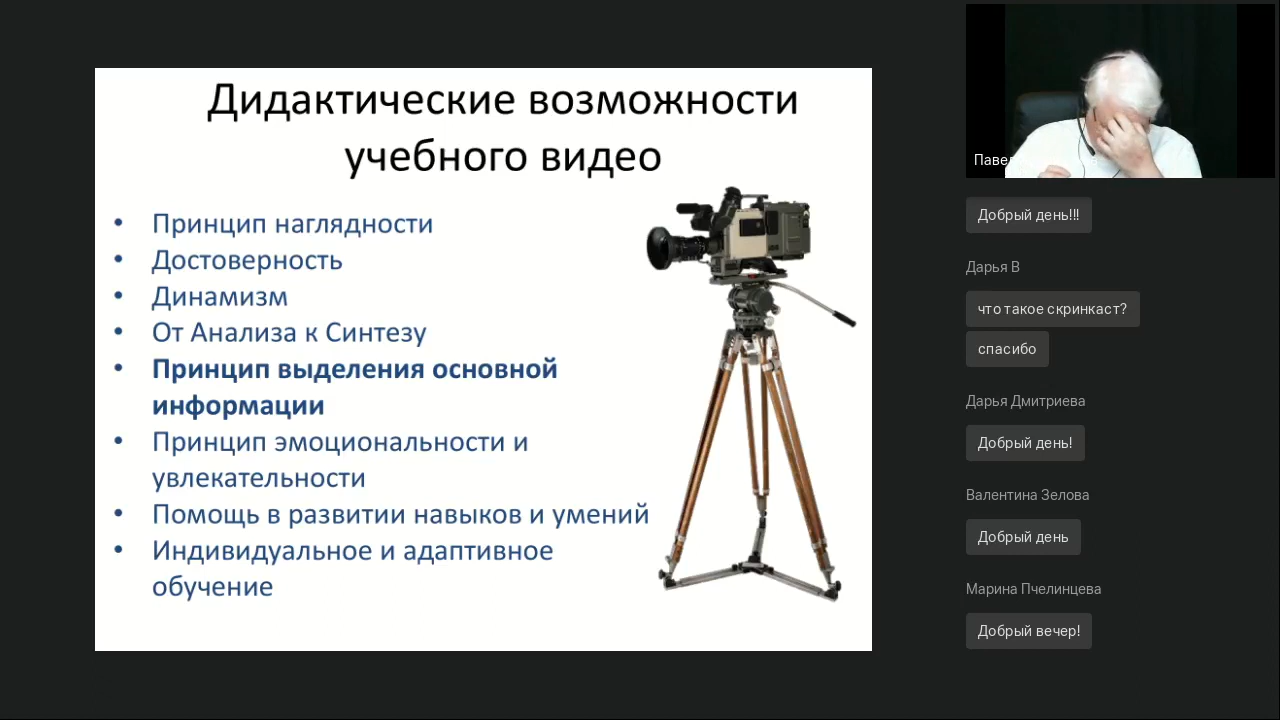 Дидактические возможности
учебного видео
• Принцип наглядности
• Достоверность
• Динамизм
• От Анализа к Синтезу
• Принцип выделения основной
информации
• Принцип эмоциональности и
увлекательности
• Помощь в развитии навыков и умений
• Индивидуальное и адаптивное
обучение
Добрый день!!!
Дарья В
что такое скринкаст?
спасибо
Дарья Дмитриева
Добрый день!
Валентина Зелова
Добрый день
Марина Пчелинцева
Добрый вечер!